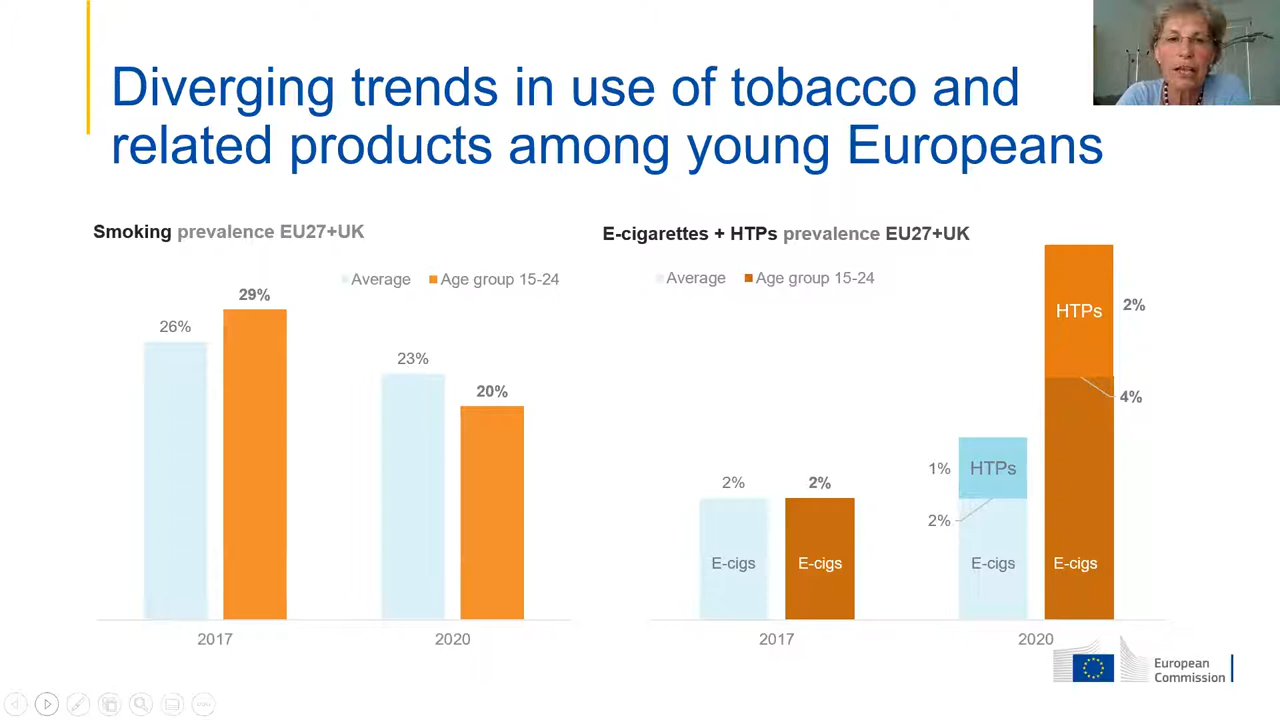 Diverging trends in use of tobacco and
related products among young Europeans
Smoking prevalence EU27+UK
Average
Age group 15-24
26%
29%
23%
20%
2017
2020
E-cigarettes + HTPs prevalence EU27+UK
Average
Age group 15-24
2%
2%
E-cigs
E-cigs
1%
HTPs
2%
E-cigs
HTPs
2%
4%
E-cigs
2017
2020
European
Commission